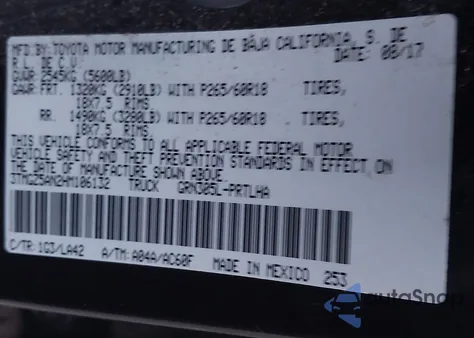 MFD.BY:TOYOTA MOTOR MANUFACTURING DE BAJA CALIFORNIA, S. DE
R.L. DE C.V. DATE: 08/17
GVWR: 2545KG (5600LB)
GAWR:FRT. 1320KG (2910LB) WITH P265/60R18 TIRES,
18X7.5 RIMS,
RR. 1490KG (3280LB) WITH P265/60R18 TIRES,
18X7.5 RIMS.
THIS VEHICLE CONFORMS TO ALL APPLICABLE FEDERAL MOTOR
VEHICLE SAFETY AND THEFT PREVENTION STANDARDS IN EFFECT ON
THE DATE OF MANUFACTURE SHOWN ABOVE.
3TMGZ5AN2HM106132 TRUCK GRN305L-PRTLHA
C/TR: 1G3/LA42 A/TM: A04A/AC60F MADE IN MEXICO 253
autoSnap